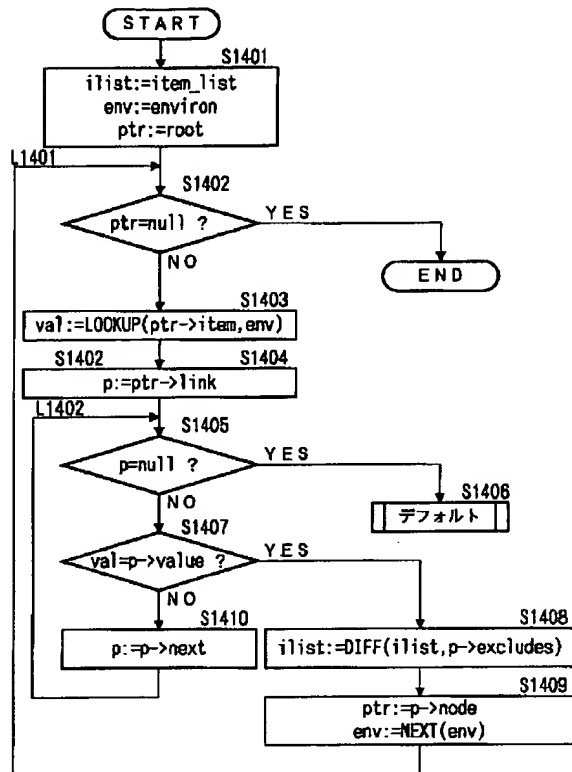 START
S1401
ilist:=item_list
env:=environ
ptr:=root
L1401
S1402
ptr=null ?
YES
NO
END
S1403
val:=LOOKUP(ptr->item,env)
S1402
S1404
p:=ptr->link
L1402
S1405
p=null ?
YES
NO
S1406
デフォルト
S1407
val=p->value ?
YES
NO
S1410
p:=p->next
S1408
ilist:=DIFF(ilist,p->excludes)
S1409
ptr:=p->node
env:=NEXT(env)